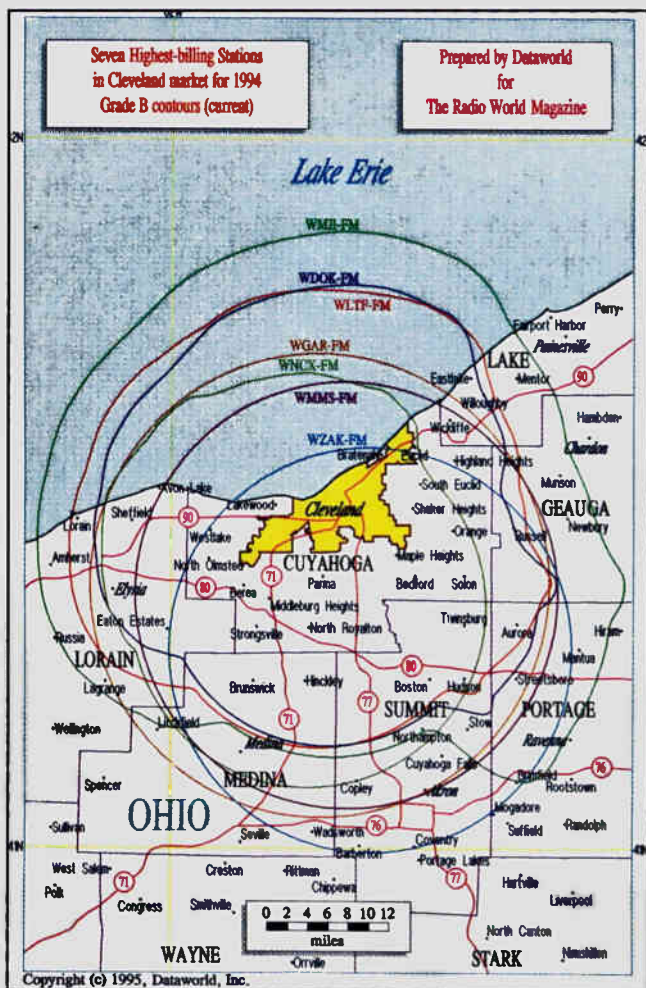 Seven Highest-billing Stations
in Cleveland market for 1994
Grade B contours (current)
Prepared by Dataworld
for
The Radio World Magazine
Lake Erie
WMJI-FM
WDOK-FM
WLTF-FM
WGAR-FM
WNCX-FM
WMMS-FM
WZAK-FM
Perry
Fairport Harbor
Painesville
LAKE
90
Eastlake
Mentor
Willoughby
Wickliffe
Hambden
Euclid
Highland Heights
Chardon
Avon Lake
Lakewood
South Euclid
Munson
GEAUGA
Lorain
Sheffield
Cleveland
Shaker Heights
Newbury
90
Westlake
Orange
Russell
Amherst
North Olmsted
CUYAHOGA
Maple Heights
71
80
Elyria
Berea
Parma
Bedford
Solon
Middleburg Heights
Eaton Estates
Twinsburg
Strongsville
North Royalton
Aurora
Hiram
Russia
LORAIN
80
Mantua
Lagrange
Brunswick
Hinckley
Boston
Hudson
Streetsboro
77
71
SUMMIT
PORTAGE
Wellington
Litchfield
Stow
Northampton
Medina
Ravenna
Cuyahoga Falls
76
MEDINA
Spencer
Copley
Akron
Brimfield
Rootstown
OHIO
Mogadore
76
Sullivan
Seville
Wadsworth
Coventry
Suffield
Randolph
41N
Barberton
West Salem
Creston
Rittman
Portage Lakes
71
77
Polk
Chippewa
Hartville
Congress
Smithville
Liverpool
0 2 4 6 8 10 12
miles
North Canton
WAYNE
Orrville
STARK
Massillon
Copyright (c) 1995, Dataworld, Inc.